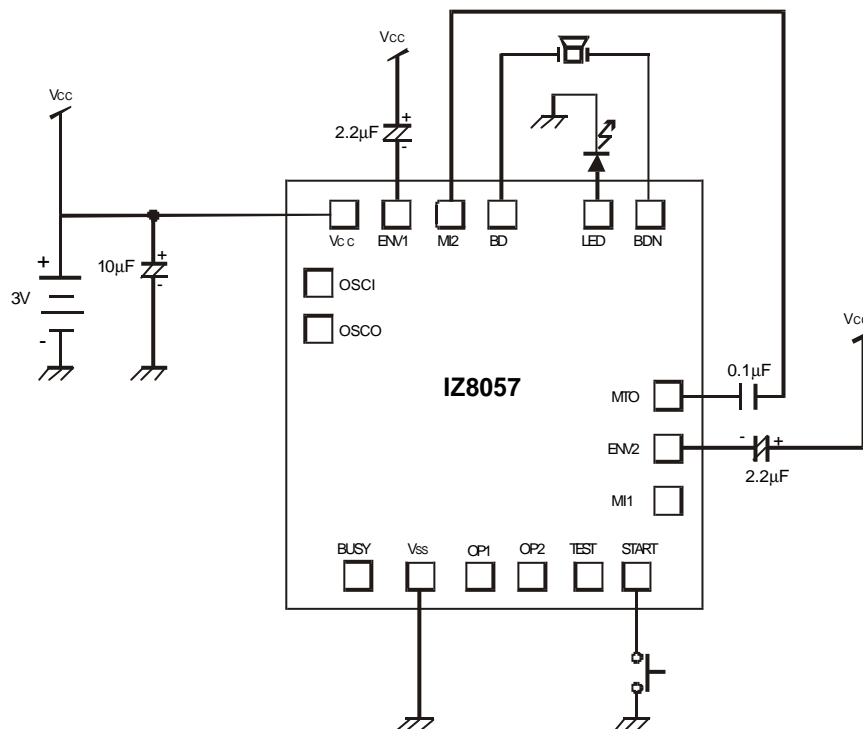 Vcc
Vcc
2.2µF
+
-
Vcc
ENV1
MI2
BD
LED
BDN
+
10µF
+
-
3V
-
OSCI
OSCO
IZ8057
Vcc
0.1µF
MTO
ENV2
-
+
2.2µF
MI1
BUSY
Vss
OP1
OP2
TEST
START